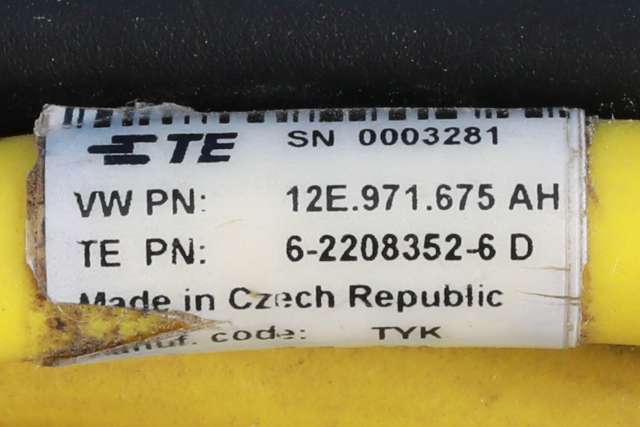 TE SN 0003281
VW PN: 12E.971.675 AH
TE PN: 6-2208352-6 D
Made in Czech Republic
Manuf. code: TYK